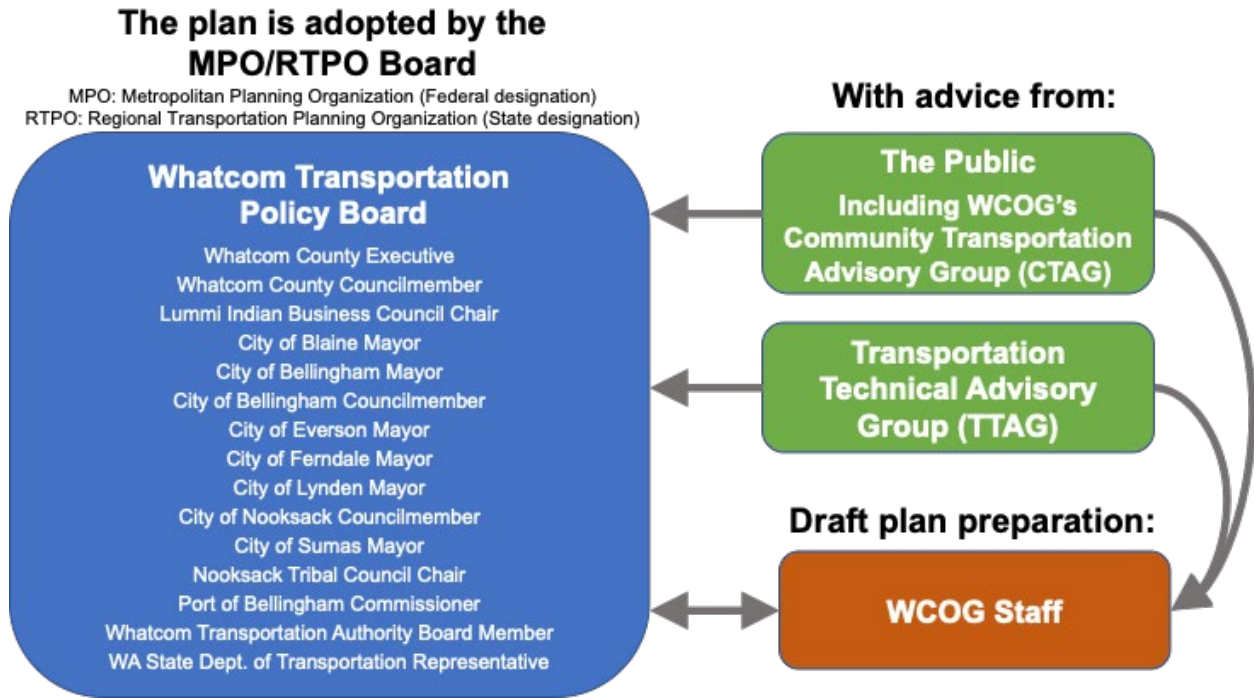 The plan is adopted by the
MPO/RTPO Board
MPO: Metropolitan Planning Organization (Federal designation)
RTPO: Regional Transportation Planning Organization (State designation)
Whatcom Transportation
Policy Board
Whatcom County Executive
Whatcom County Councilmember
Lummi Indian Business Council Chair
City of Blaine Mayor
City of Bellingham Mayor
City of Bellingham Councilmember
City of Everson Mayor
City of Ferndale Mayor
City of Lynden Mayor
City of Nooksack Councilmember
City of Sumas Mayor
Nooksack Tribal Council Chair
Port of Bellingham Commissioner
Whatcom Transportation Authority Board Member
WA State Dept. of Transportation Representative
With advice from:
The Public
Including WCOG’s
Community Transportation
Advisory Group (CTAG)
Transportation
Technical Advisory
Group (TTAG)
Draft plan preparation:
WCOG Staff